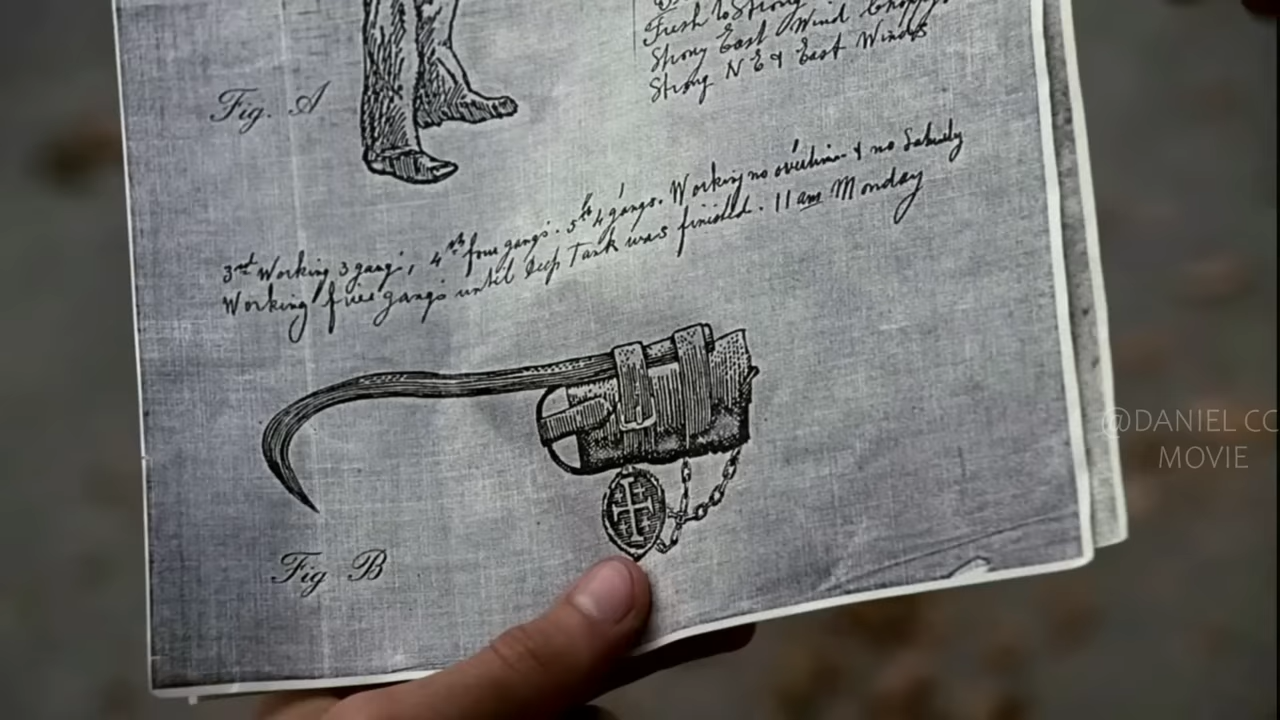 Fresh to Strong
Strong East Wind Choppy
Strong N E & East Winds
Fig. A
3rd Working 3 gangs, 4th four gangs. 5th 4 gangs. Working no overtime & no Saturday
Working five gangs until Deep Tank was finished. 11 am Monday
Fig B
@DANIEL CC
MOVIE